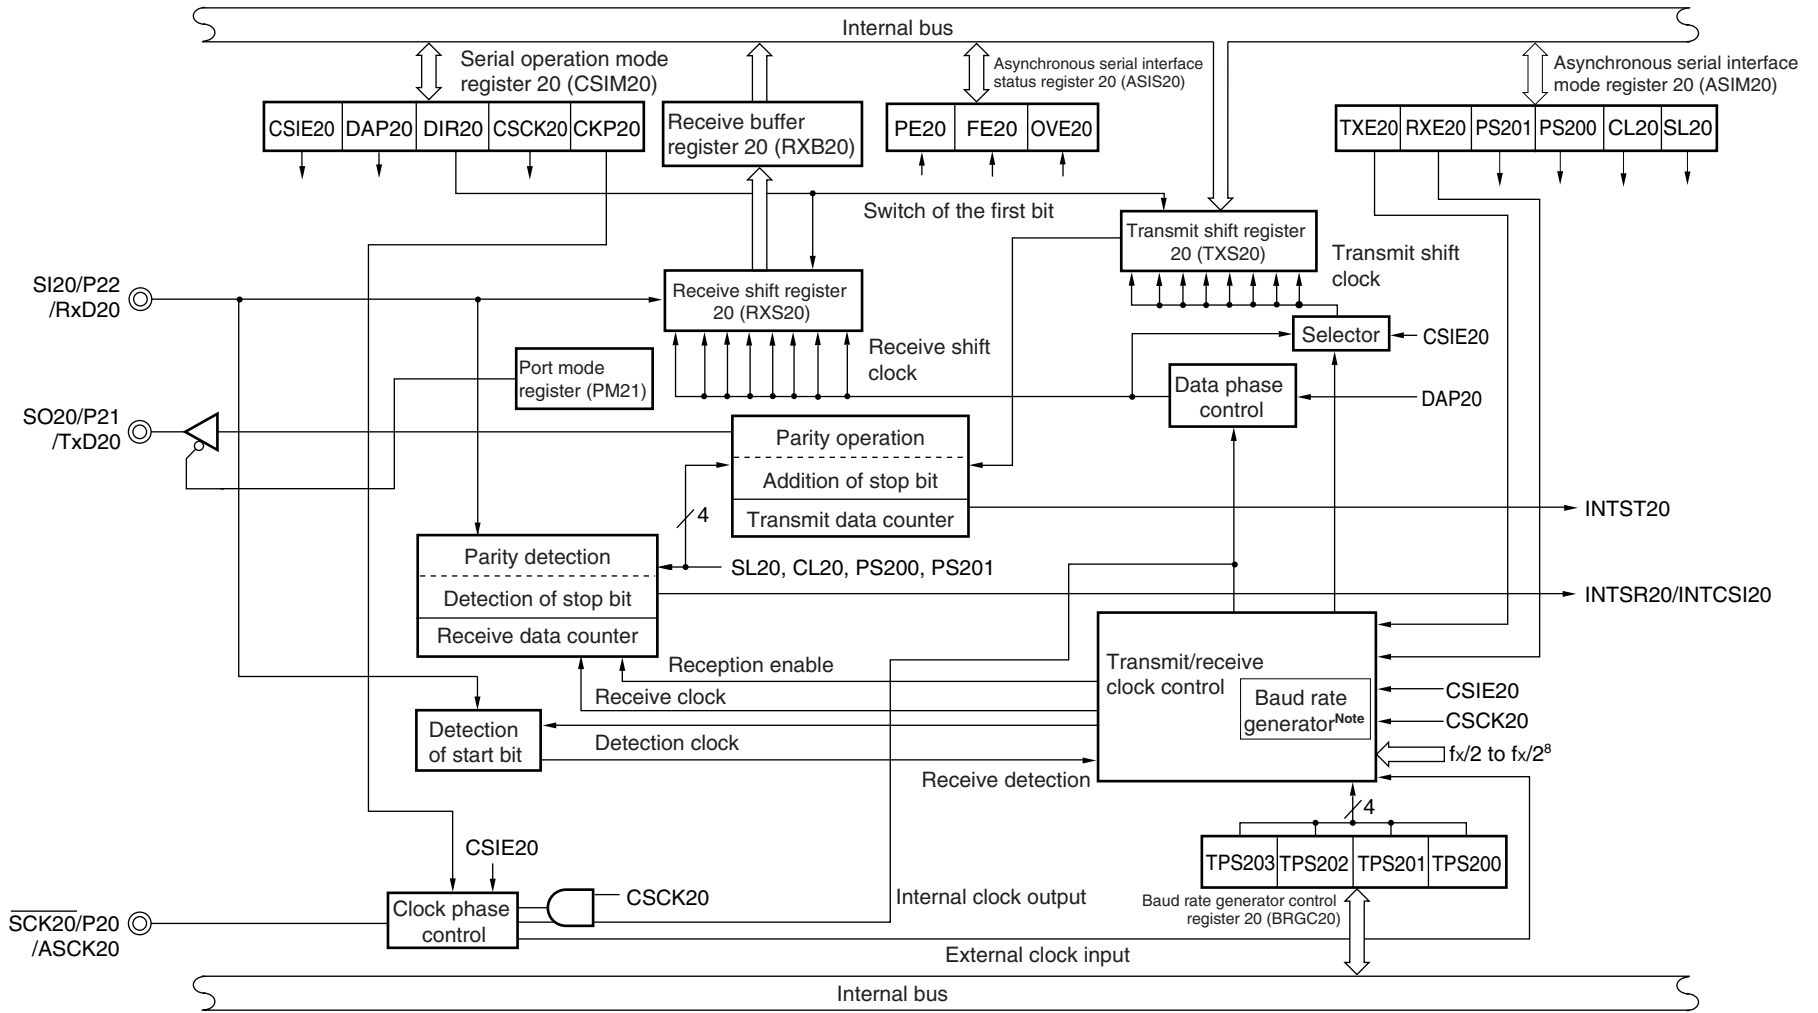 Internal bus
Serial operation mode
register 20 (CSIM20)
Asynchronous serial interface
status register 20 (ASIS20)
Asynchronous serial interface
mode register 20 (ASIM20)
CSIE20 DAP20 DIR20 CSCK20 CKP20
Receive buffer
register 20 (RXB20)
PE20 FE20 OVE20
TXE20 RXE20 PS201 PS200 CL20 SL20
Switch of the first bit
Transmit shift register
20 (TXS20)
Transmit shift
clock
SI20/P22
/RxD20
Receive shift register
20 (RXS20)
Selector
CSIE20
Receive shift
clock
Port mode
register (PM21)
Data phase
control
DAP20
SO20/P21
/TxD20
Parity operation
Addition of stop bit
Transmit data counter
4
INTST20
Parity detection
Detection of stop bit
Receive data counter
SL20, CL20, PS200, PS201
INTSR20/INTCSI20
Reception enable
Receive clock
Transmit/receive
clock control
Baud rate
generatorNote
CSIE20
CSCK20
fx/2 to fx/2⁸
Detection
of start bit
Detection clock
Receive detection
4
TPS203 TPS202 TPS201 TPS200
CSIE20
CSCK20
Internal clock output
Baud rate generator control
register 20 (BRGC20)
SCK20/P20
/ASCK20
Clock phase
control
External clock input
Internal bus